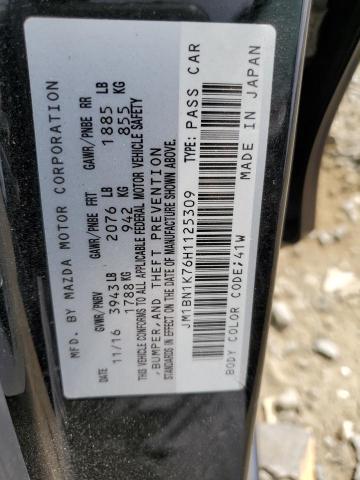 MFD. BY MAZDA MOTOR CORPORATION
GVWR/PNBV GAWR/PNBE FRT GAWR/PNBE RR
DATE 11/16 3943 LB 2076 LB 1885 LB
1788 KG 942 KG 855 KG
THIS VEHICLE CONFORMS TO ALL APPLICABLE FEDERAL MOTOR VEHICLE SAFETY
, BUMPER, AND THEFT PREVENTION
STANDARDS IN EFFECT ON THE DATE OF MANUFACTURE SHOWN ABOVE.
JM1BN1K76H1125309 TYPE: PASS CAR
BODY COLOR CODE: 41W MADE IN JAPAN